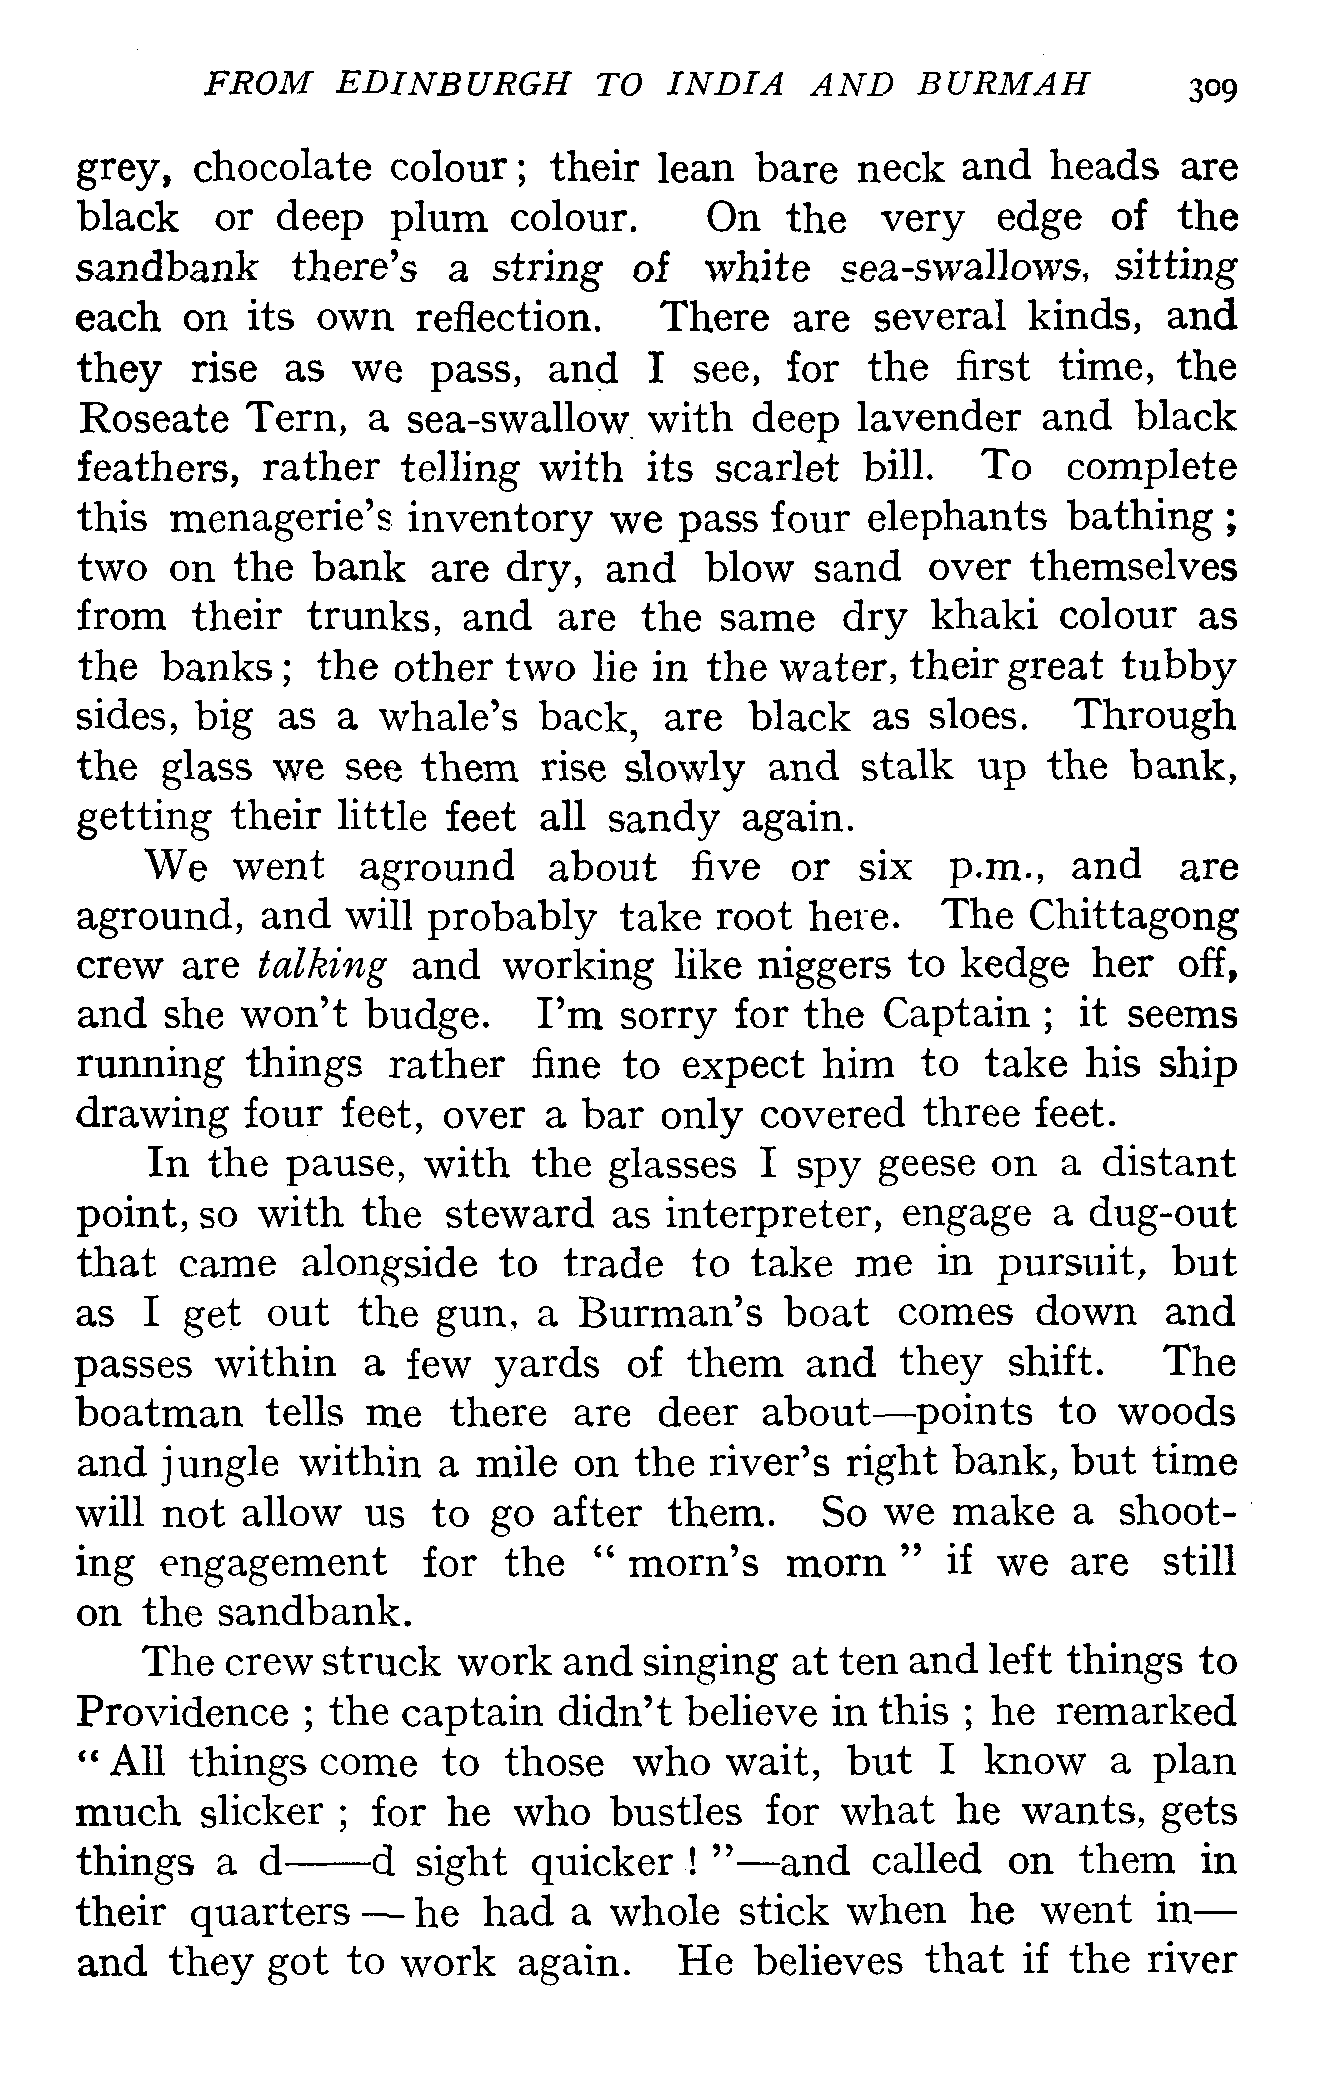 FROM EDINBURGH TO INDIA AND BURMAH 309
grey, chocolate colour; their lean bare neck and heads are
black or deep plum colour. On the very edge of the
sandbank there's a string of white sea-swallows, sitting
each on its own reflection. There are several kinds, and
they rise as we pass, and I see, for the first time, the
Roseate Tern, a sea-swallow with deep lavender and black
feathers, rather telling with its scarlet bill. To complete
this menagerie's inventory we pass four elephants bathing;
two on the bank are dry, and blow sand over themselves
from their trunks, and are the same dry khaki colour as
the banks; the other two lie in the water, their great tubby
sides, big as a whale's back, are black as sloes. Through
the glass we see them rise slowly and stalk up the bank,
getting their little feet all sandy again.
We went aground about five or six p.m., and are
aground, and will probably take root here. The Chittagong
crew are talking and working like niggers to kedge her off,
and she won't budge. I'm sorry for the Captain; it seems
running things rather fine to expect him to take his ship
drawing four feet, over a bar only covered three feet.
In the pause, with the glasses I spy geese on a distant
point, so with the steward as interpreter, engage a dug-out
that came alongside to trade to take me in pursuit, but
as I get out the gun, a Burman's boat comes down and
passes within a few yards of them and they shift. The
boatman tells me there are deer about—points to woods
and jungle within a mile on the river's right bank, but time
will not allow us to go after them. So we make a shoot-
ing engagement for the "morn's morn" if we are still
on the sandbank.
The crew struck work and singing at ten and left things to
Providence; the captain didn't believe in this; he remarked
"All things come to those who wait, but I know a plan
much slicker; for he who bustles for what he wants, gets
things a d——d sight quicker!"—and called on them in
their quarters—he had a whole stick when he went in—
and they got to work again. He believes that if the river